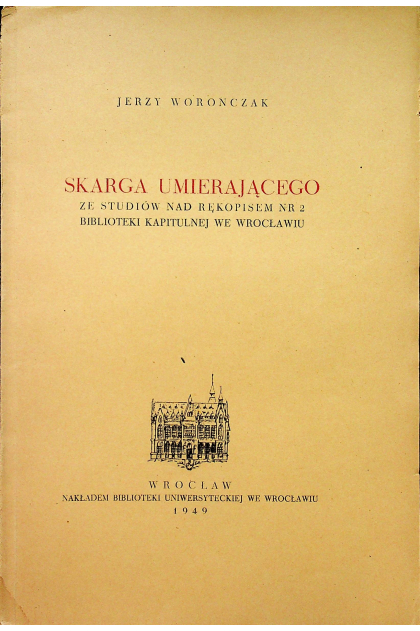 JERZY WORONCZAK
SKARGA UMIERAJĄCEGO
ZE STUDIÓW NAD RĘKOPISEM NR 2
BIBLIOTEKI KAPITULNEJ WE WROCŁAWIU
WROCŁAW
NAKŁADEM BIBLIOTEKI UNIWERSYTECKIEJ WE WROCŁAWIU
1949